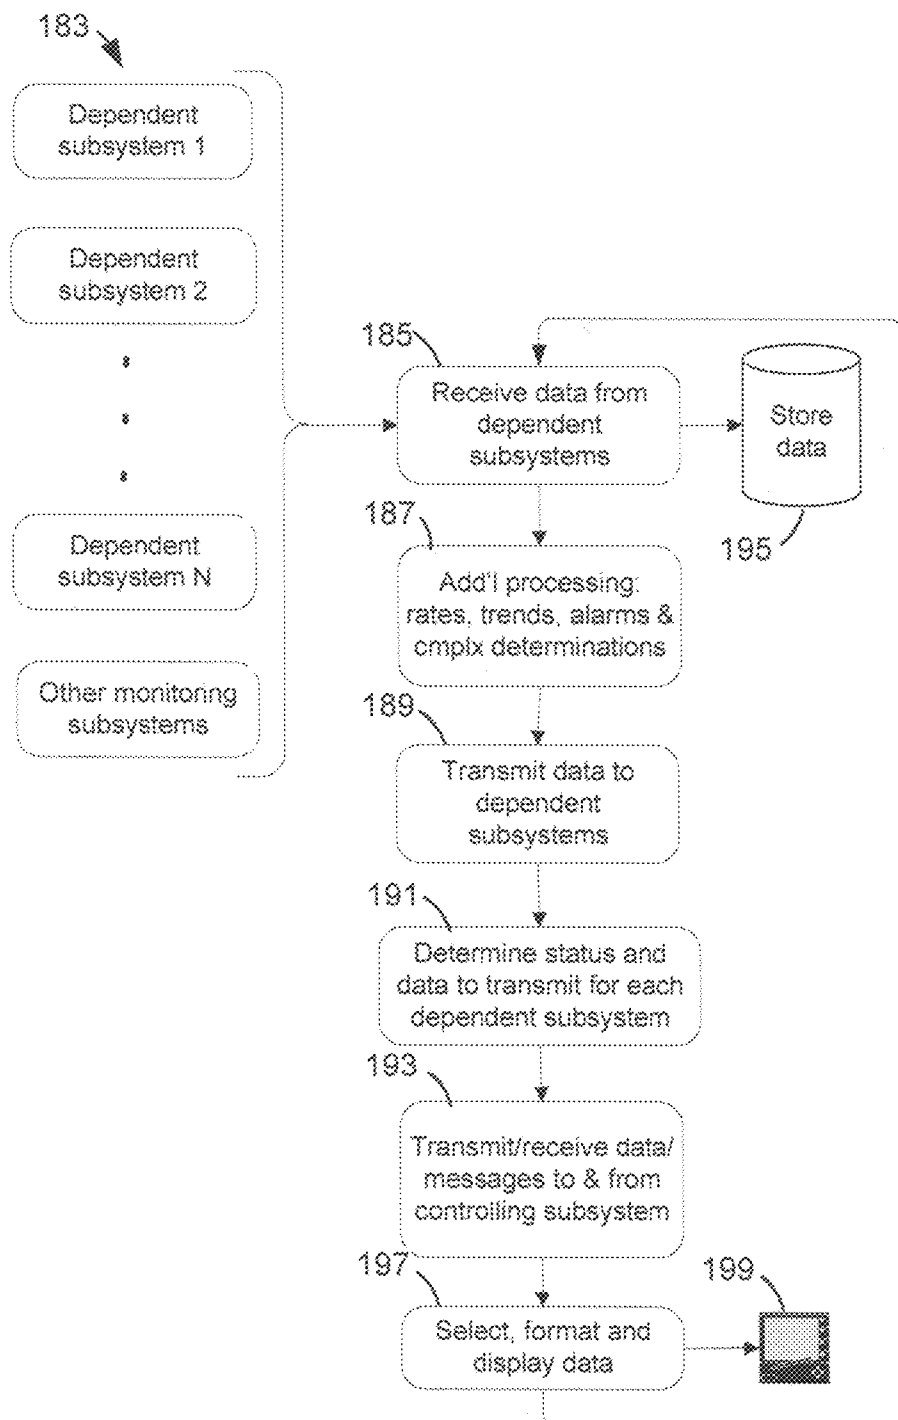 183
Dependent
subsystem 1
Dependent
subsystem 2
Dependent
subsystem N
Other monitoring
subsystems
185
Receive data from
dependent
subsystems
Store
data
195
187
Add'l processing:
rates, trends, alarms &
cmplx determinations
189
Transmit data to
dependent
subsystems
191
Determine status and
data to transmit for each
dependent subsystem
193
Transmit/receive data/
messages to & from
controlling subsystem
197
Select, format and
display data
199